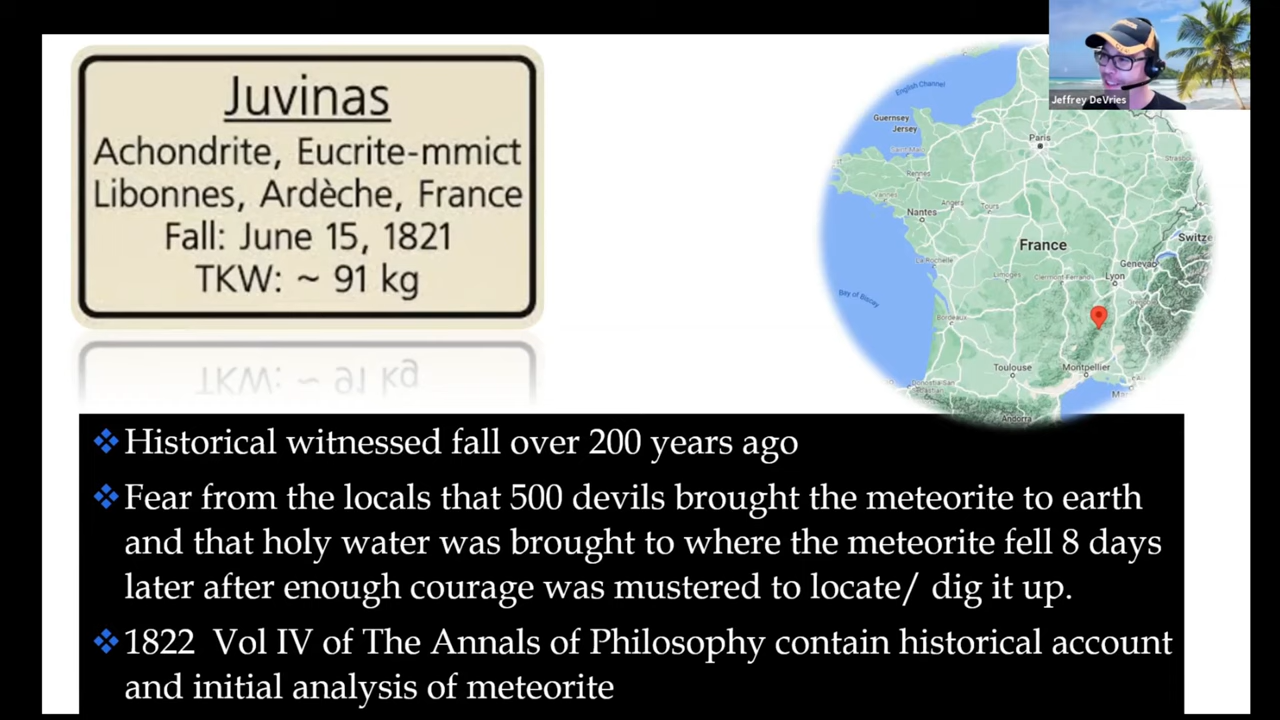 Juvinas
Achondrite, Eucrite-mmict
Libonnes, Ardèche, France
Fall: June 15, 1821
TKW: ~ 91 kg
Jeffrey DeVries
English Channel
Guernsey
Jersey
Paris
Rennes
Angers
Tours
Nantes
La Rochelle
France
Switze
Geneva
Limoges
Clermont-Ferrand
Lyon
Bay of Biscay
Bordeaux
Toulouse
Montpellier
Andorra
Historical witnessed fall over 200 years ago
Fear from the locals that 500 devils brought the meteorite to earth
and that holy water was brought to where the meteorite fell 8 days
later after enough courage was mustered to locate/ dig it up.
1822 Vol IV of The Annals of Philosophy contain historical account
and initial analysis of meteorite